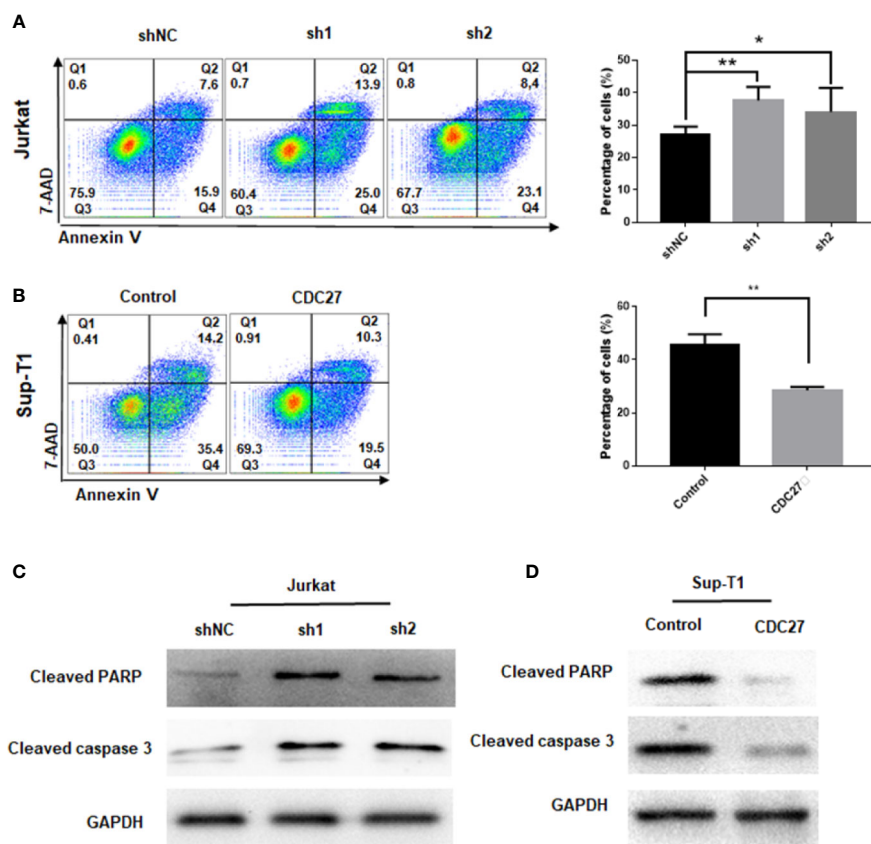 A
shNC sh1 sh2
Jurkat
7-AAD
Q1 0.6
Q2 7.6
75.9 Q3
15.9 Q4
Q1 0.7
Q2 13.9
60.4 Q3
25.0 Q4
Q1 0.8
Q2 8,4
67.7 Q3
23.1 Q4
Annexin V
Percentage of cells (%)
50
40
30
20
10
0
**
*
shNC sh1 sh2
B
Control CDC27
Sup-T1
7-AAD
Q1 0.41
Q2 14.2
50.0 Q3
35.4 Q4
Q1 0.91
Q2 10.3
69.3 Q3
19.5 Q4
Annexin V
Percentage of cells (%)
60
40
20
0
**
Control CDC27□
C
Jurkat
shNC sh1 sh2
Cleaved PARP
Cleaved caspase 3
GAPDH
D
Sup-T1
Control CDC27
Cleaved PARP
Cleaved caspase 3
GAPDH